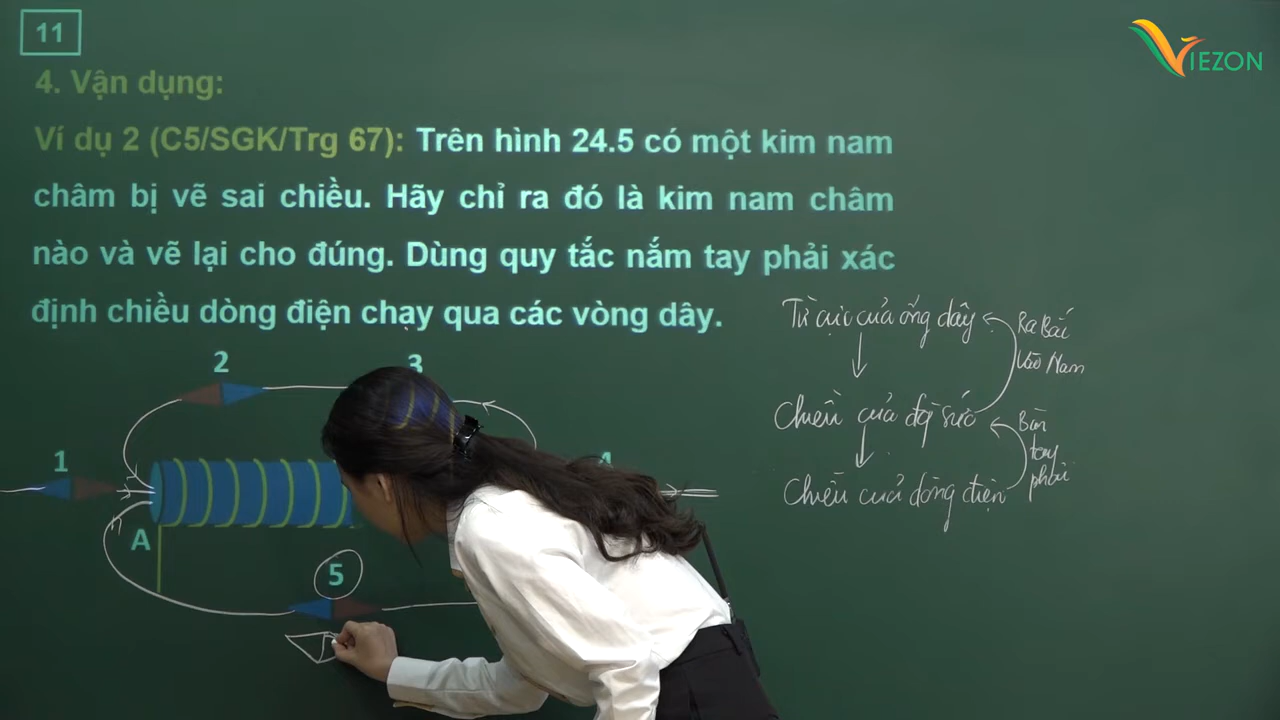 11
VIEZON
4. Vận dụng:
Ví dụ 2 (C5/SGK/Trg 67): Trên hình 24.5 có một kim nam
châm bị vẽ sai chiều. Hãy chỉ ra đó là kim nam châm
nào và vẽ lại cho đúng. Dùng quy tắc nắm tay phải xác
định chiều dòng điện chạy qua các vòng dây.
Từ cực của ống dây
Ra Bắc
Vào Nam
Chiều của đg sức
Bàn
tay
phải
Chiều của dòng điện
2
3
1
4
A
5